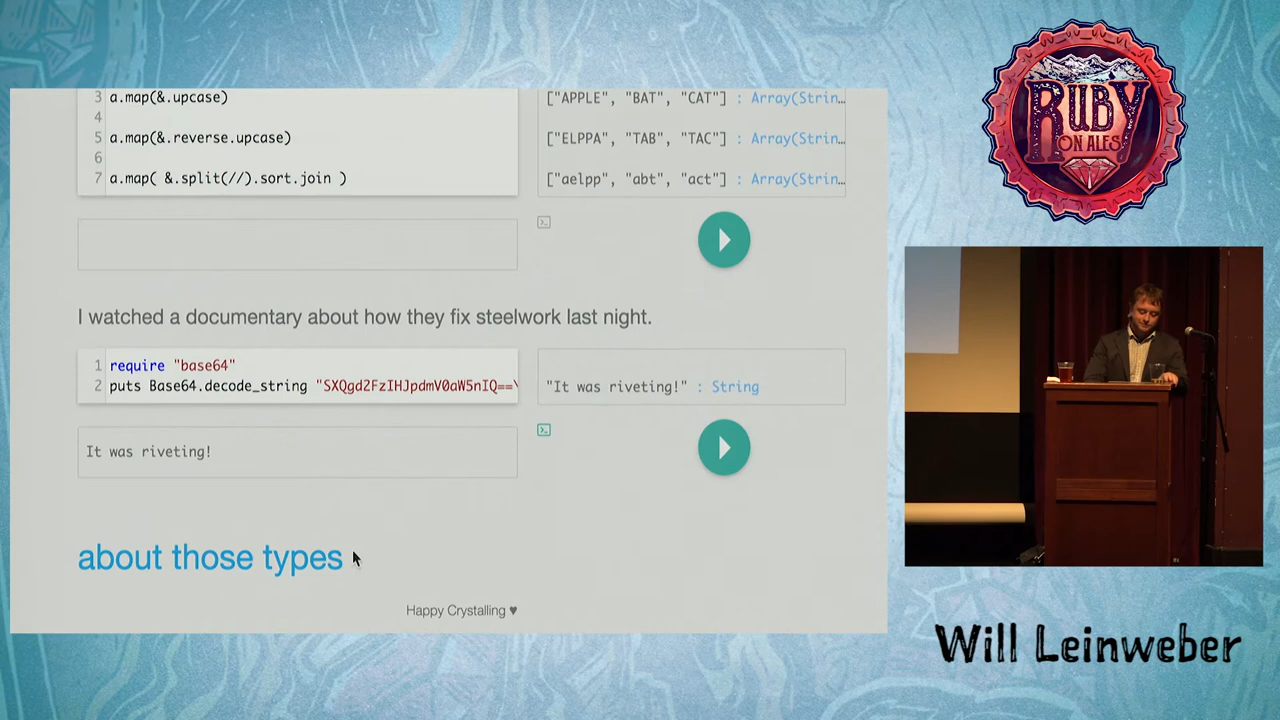 3 a.map(&.upcase)
["APPLE", "BAT", "CAT"] : Array(Strin…
4
5 a.map(&.reverse.upcase)
["ELPPA", "TAB", "TAC"] : Array(Strin…
6
7 a.map( &.split(//).sort.join )
["aelpp", "abt", "act"] : Array(Strin…
I watched a documentary about how they fix steelwork last night.
1 require "base64"
2 puts Base64.decode_string "SXQgd2FzIHJpdmV0aW5nIQ==\
"It was riveting!" : String
It was riveting!
about those types
Happy Crystalling ♥
RUBY
ON ALES
Will Leinweber